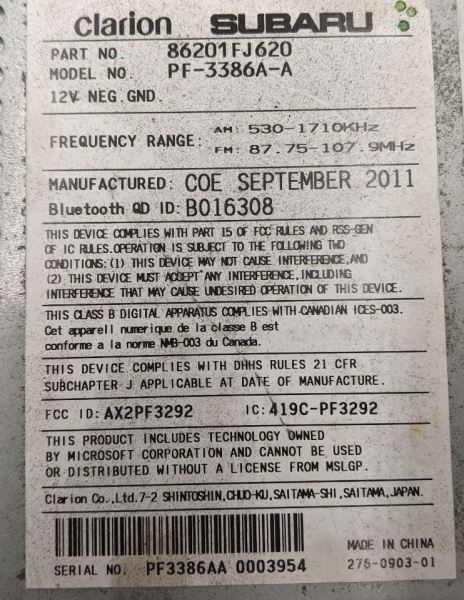 Clarion SUBARU
PART NO 86201FJ620
MODEL NO. PF-3386A-A
12V NEG.GND.
FREQUENCY RANGE: AM: 530-1710KHz
FM: 87.75-107.9MHz
MANUFACTURED: COE SEPTEMBER 2011
Bluetooth QD ID: B016308
THIS DEVICE COMPLIES WITH PART 15 OF FCC RULES AND RSS-GEN
OF IC RULES.OPERATION IS SUBJECT TO THE FOLLOWING TWO
CONDITIONS:(1) THIS DEVICE MAY NOT CAUSE INTERFERENCE,AND
(2) THIS DEVICE MUST ACCEPT ANY INTERFERENCE,INCLUDING
INTERFERENCE THAT MAY CAUSE UNDESIRED OPERATION OF THIS DEVICE.
THIS CLASS B DIGITAL APPARATUS COMPLIES WITH CANADIAN ICES-003.
Cet appareil numerique de la classe B est
conforme a la norme NMB-003 du Canada.
THIS DEVICE COMPLIES WITH DHHS RULES 21 CFR
SUBCHAPTER J APPLICABLE AT DATE OF MANUFACTURE.
FCC ID: AX2PF3292 IC: 419C-PF3292
THIS PRODUCT INCLUDES TECHNOLOGY OWNED
BY MICROSOFT CORPORATION AND CANNOT BE USED
OR DISTRIBUTED WITHOUT A LICENSE FROM MSLGP.
Clarion Co.,Ltd.7-2 SHINTOSHIN,CHUO-KU,SAITAMA-SHI,SAITAMA,JAPAN.
MADE IN CHINA
SERIAL NO. PF3386AA 0003954 275-0903-01